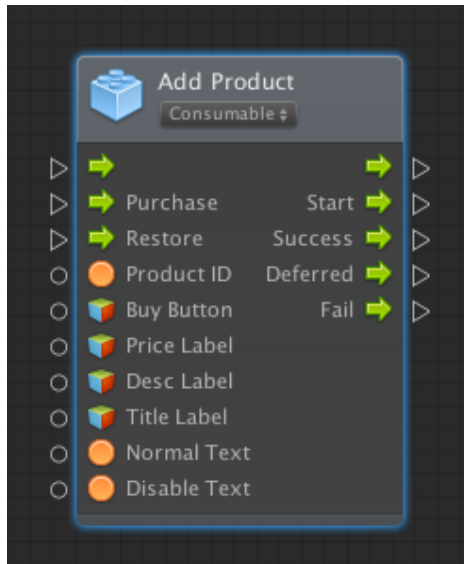 Add Product
Consumable
Purchase Start
Restore Success
Product ID Deferred
Buy Button Fail
Price Label
Desc Label
Title Label
Normal Text
Disable Text